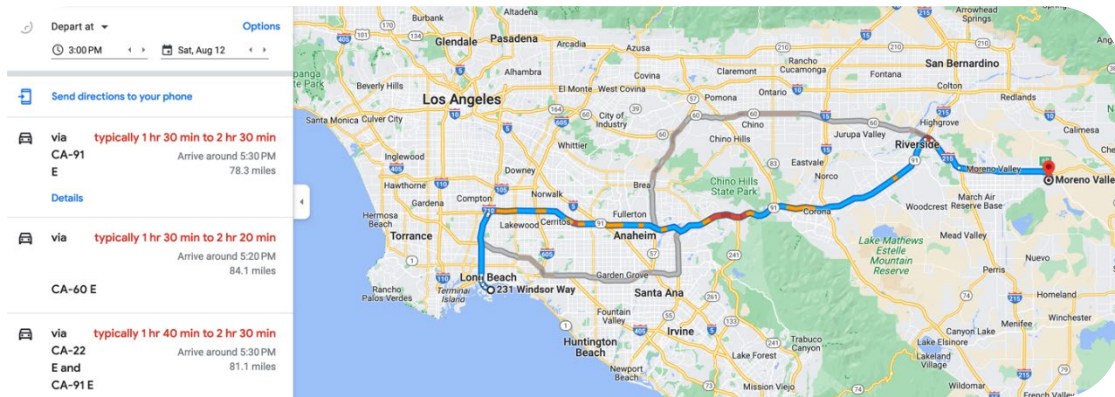 Depart at
Options
3:00 PM
Sat, Aug 12
Send directions to your phone
via typically 1 hr 30 min to 2 hr 30 min
CA-91 Arrive around 5:30 PM
E 78.3 miles
Details
via typically 1 hr 30 min to 2 hr 20 min
Arrive around 5:20 PM
84.1 miles
CA-60 E
via typically 1 hr 40 min to 2 hr 30 min
CA-22 Arrive around 5:30 PM
E and 81.1 miles
CA-91 E
Burbank
Arrowhead
Springs
Glendale
Pasadena
Arcadia
Azusa
Rancho
Cucamonga
San Bernardino
Alhambra
Covina
Claremont
Ontario
Fontana
Colton
Redlands
Beverly Hills
El Monte
West Covina
Pomona
Los Angeles
Santa Monica
Culver City
City of
Industry
Chino
Jurupa Valley
Highgrove
Calimesa
Whittier
Chino Hills
Riverside
Inglewood
Eastvale
Moreno Valley
Hawthorne
Downey
Brea
Chino Hills
State Park
Norco
Moreno Valle
Gardena
Compton
Norwalk
Hermosa
Beach
Lakewood
Cerritos
Fullerton
Corona
Woodcrest
March Air
Reserve Base
Torrance
Anaheim
Lake Mathews
Estelle
Mountain
Reserve
Mead Valley
Nuevo
Perris
Long Beach
Garden Grove
Rancho
Palos Verdes
Terminal
Island
231 Windsor Way
Santa Ana
Homeland
Fountain
Valley
Irvine
Winchester
Menifee
Huntington
Beach
Trabuco
Canyon
Canyon Lake
Lake Elsinore
Lake Forest
Lakeland
Village
Newport
Beach
Mission Viejo
Wildomar
French Valley